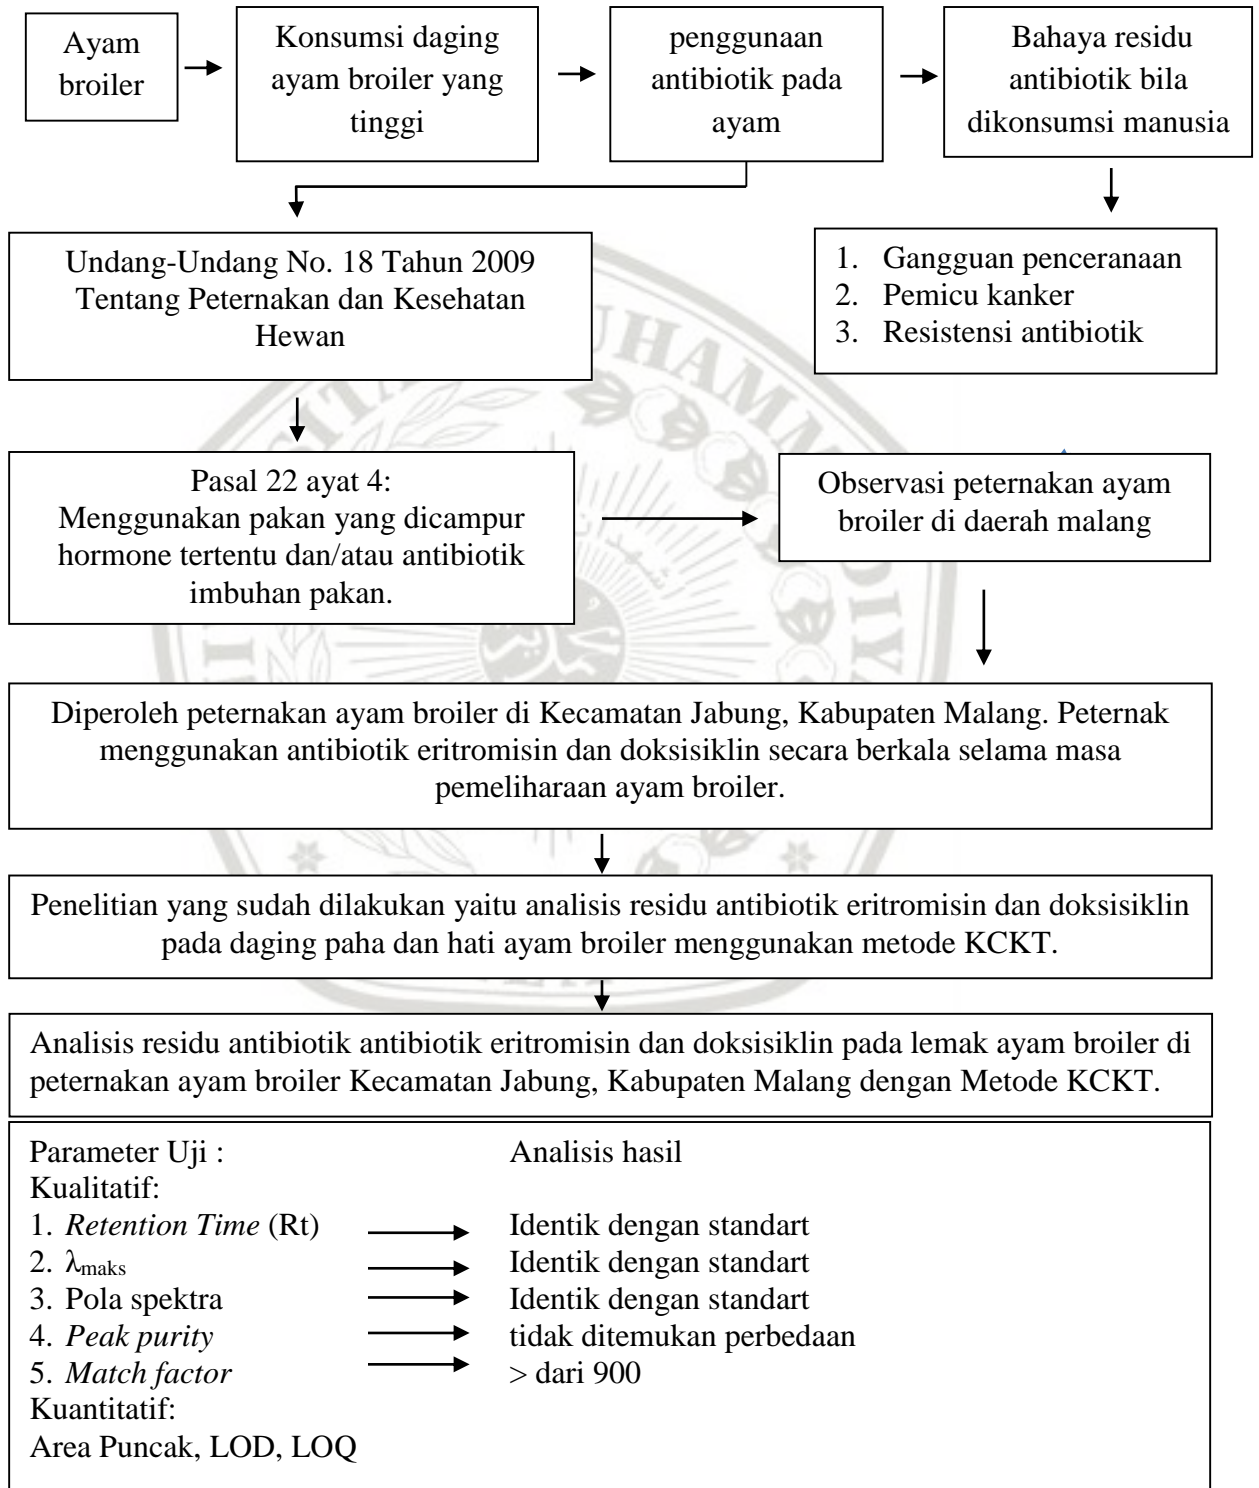 Ayam
broiler
Konsumsi daging
ayam broiler yang
tinggi
penggunaan
antibiotik pada
ayam
Bahaya residu
antibiotik bila
dikonsumsi manusia
Undang-Undang No. 18 Tahun 2009
Tentang Peternakan dan Kesehatan
Hewan
1. Gangguan penceranaan
2. Pemicu kanker
3. Resistensi antibiotik
Pasal 22 ayat 4:
Menggunakan pakan yang dicampur
hormone tertentu dan/atau antibiotik
imbuhan pakan.
Observasi peternakan ayam
broiler di daerah malang
Diperoleh peternakan ayam broiler di Kecamatan Jabung, Kabupaten Malang. Peternak
menggunakan antibiotik eritromisin dan doksisiklin secara berkala selama masa
pemeliharaan ayam broiler.
Penelitian yang sudah dilakukan yaitu analisis residu antibiotik eritromisin dan doksisiklin
pada daging paha dan hati ayam broiler menggunakan metode KCKT.
Analisis residu antibiotik antibiotik eritromisin dan doksisiklin pada lemak ayam broiler di
peternakan ayam broiler Kecamatan Jabung, Kabupaten Malang dengan Metode KCKT.
Parameter Uji : Analisis hasil
Kualitatif:
1. Retention Time (Rt) Identik dengan standart
2. λmaks Identik dengan standart
3. Pola spektra Identik dengan standart
4. Peak purity tidak ditemukan perbedaan
5. Match factor > dari 900
Kuantitatif:
Area Puncak, LOD, LOQ